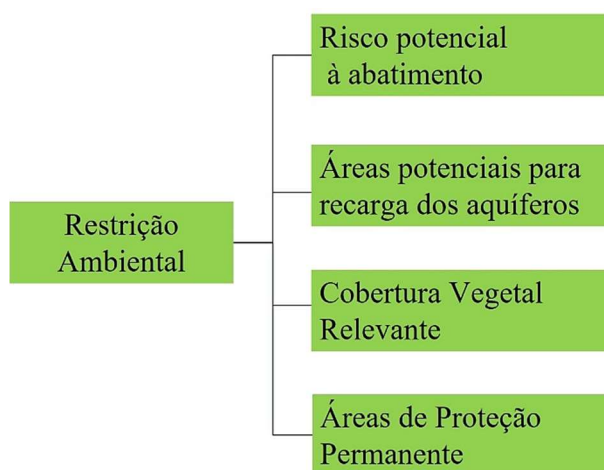 Restrição
Ambiental
Risco potencial
à abatimento
Áreas potenciais para
recarga dos aquíferos
Cobertura Vegetal
Relevante
Áreas de Proteção
Permanente